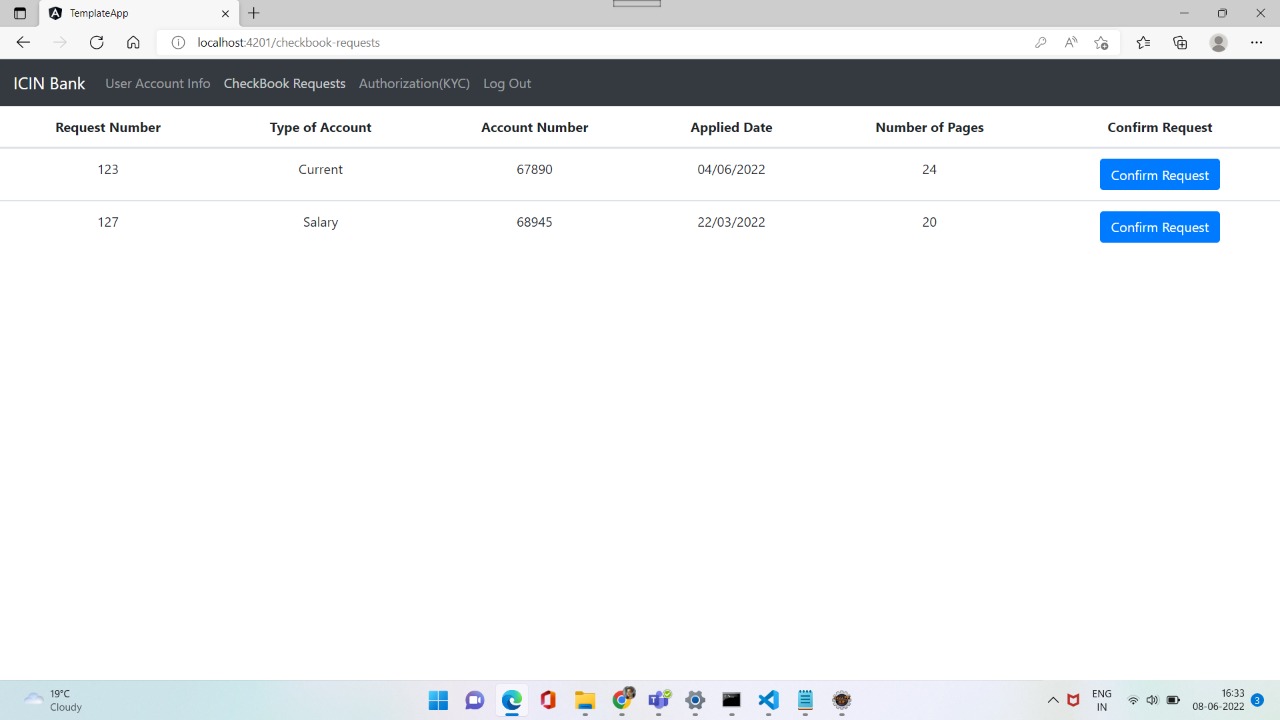 TemplateApp
localhost:4201/checkbook-requests
ICIN Bank User Account Info CheckBook Requests Authorization(KYC) Log Out
Request Number Type of Account Account Number Applied Date Number of Pages Confirm Request
123 Current 67890 04/06/2022 24 Confirm Request
127 Salary 68945 22/03/2022 20 Confirm Request
19°C
Cloudy
ENG
IN
16:33
08-06-2022
3